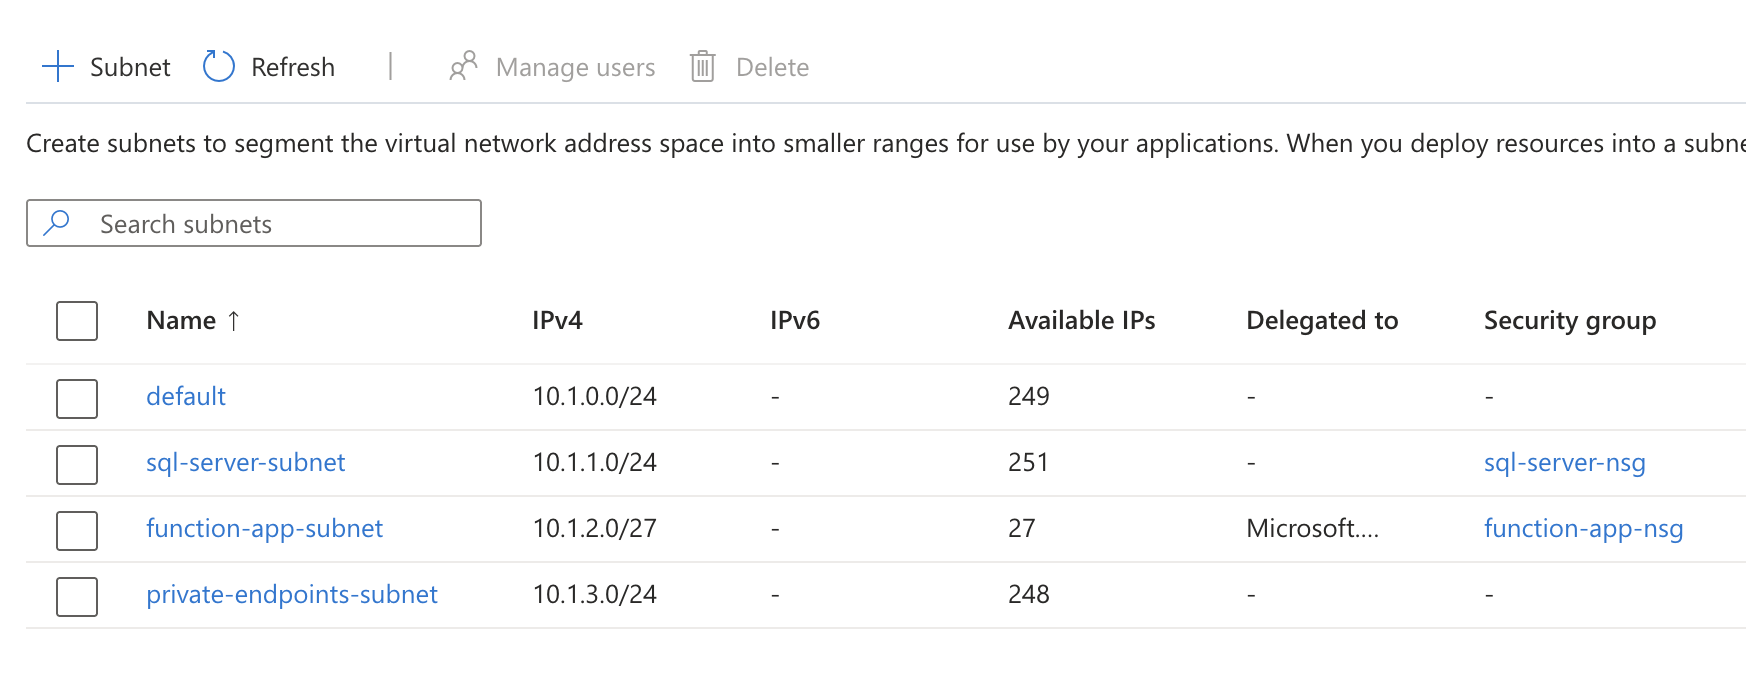 Subnet Refresh | Manage users Delete
Create subnets to segment the virtual network address space into smaller ranges for use by your applications. When you deploy resources into a
Search subnets
Name ↑ IPv4 IPv6 Available IPs Delegated to Security group
default 10.1.0.0/24 - 249 - -
sql-server-subnet 10.1.1.0/24 - 251 - sql-server-nsg
function-app-subnet 10.1.2.0/27 - 27 Microsoft.... function-app-nsg
private-endpoints-subnet 10.1.3.0/24 - 248 - -